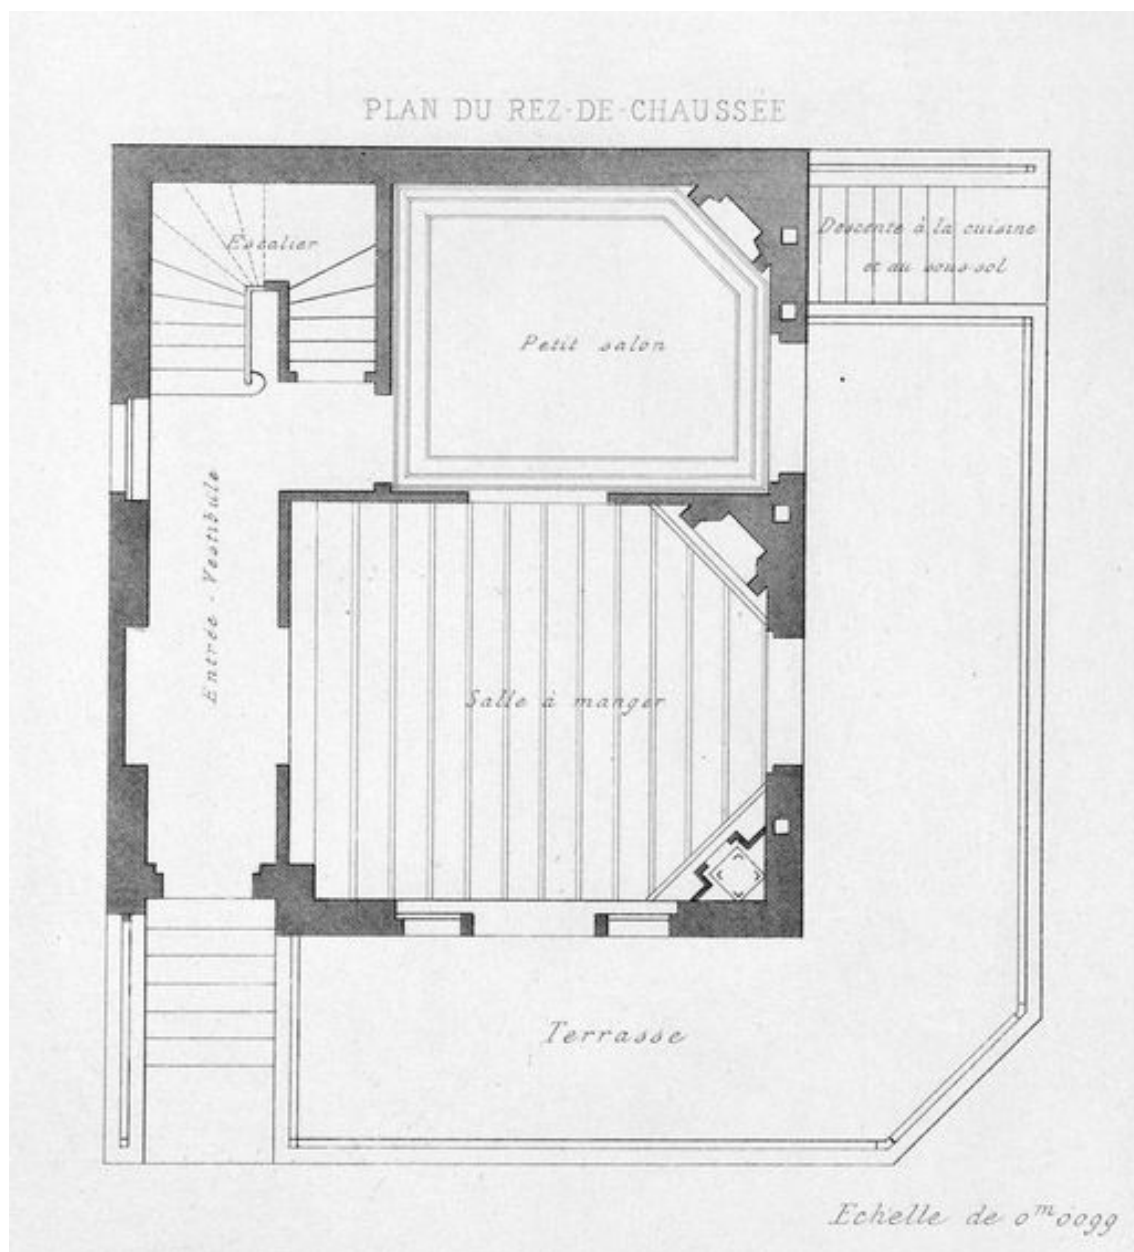 PLAN DU REZ-DE-CHAUSSÉE
Escalier
Descente à la cuisine
et au sous-sol
Petit salon
Entrée - Vestibule
Salle à manger
Terrasse
Echelle de 0ᵐ0099